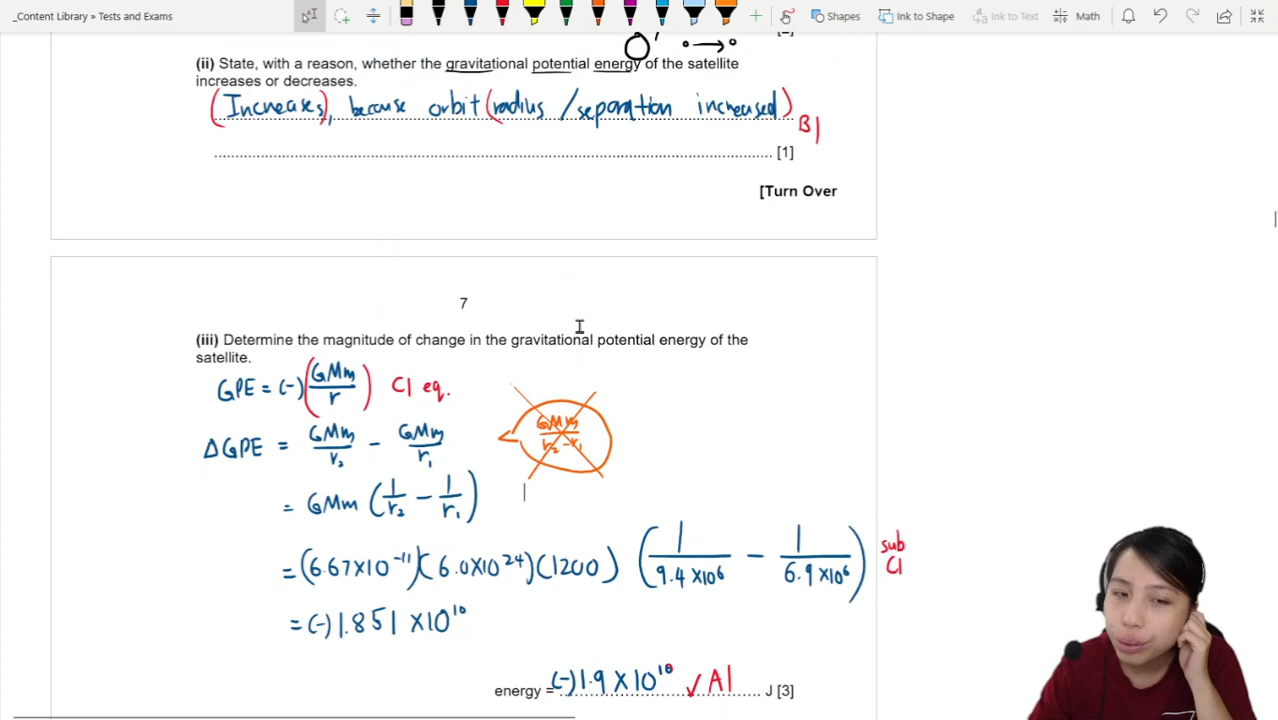 _Content Library » Tests and Exams
Shapes
Ink to Shape
Ink to Text
Math
(ii) State, with a reason, whether the gravitational potential energy of the satellite
increases or decreases.
(Increases), because orbit (radius / separation increased) B1
[1]
[Turn Over
7
(iii) Determine the magnitude of change in the gravitational potential energy of the
satellite.
GPE = (-) (GMm/r) C1 eq.
ΔGPE = GMm/r₂ - GMm/r₁
GMm/r₂-r₁
= GMm (1/r₂ - 1/r₁)
= (6.67×10⁻¹¹)(6.0×10²⁴)(1200) (1/9.4×10⁶ - 1/6.9×10⁶) sub C1
= (-)1.851 ×10¹⁰
energy = (-)1.9 × 10¹⁰ ✓ A1 J [3]